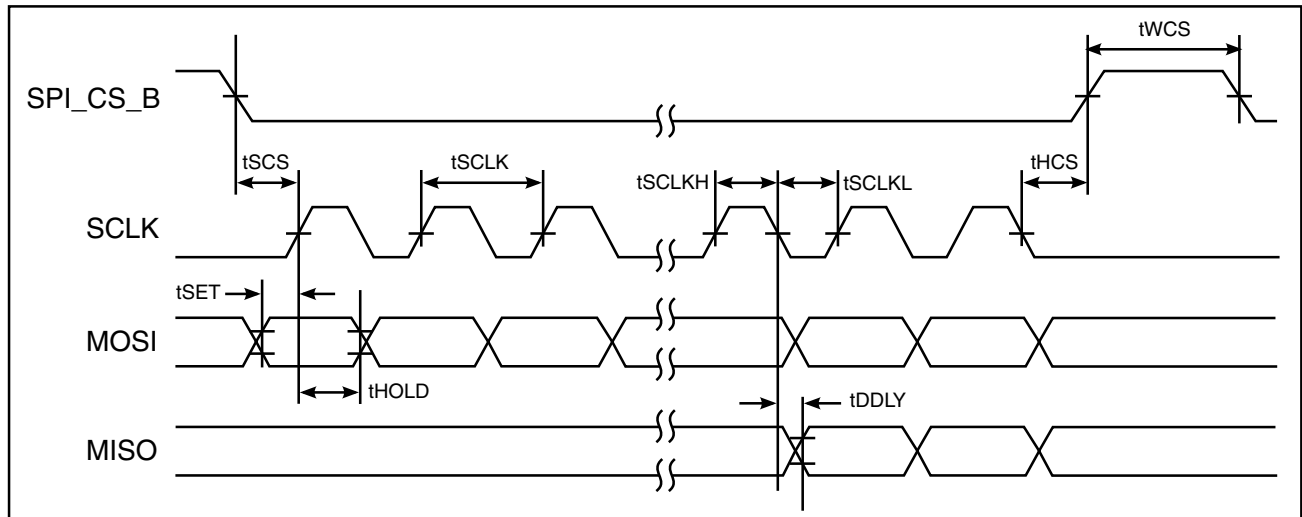 tWCS
SPI_CS_B
tSCS
tSCLK
tSCLKH
tSCLKL
tHCS
SCLK
tSET
MOSI
tHOLD
tDDLY
MISO